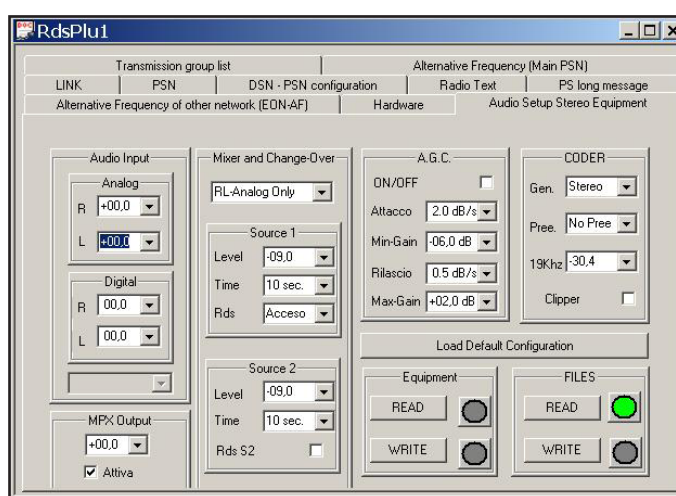 RdsPlu1
Transmission group list
Alternative Frequency (Main PSN)
LINK
PSN
DSN - PSN configuration
Radio Text
PS long message
Alternative Frequency of other network (EON-AF)
Hardware
Audio Setup Stereo Equipment
Audio Input
Analog
R +00,0
L +00,0
Digital
R 00,0
L 00,0
MPX Output
+00,0
Attiva
Mixer and Change-Over
RL-Analog Only
Source 1
Level -09,0
Time 10 sec.
Rds Acceso
Source 2
Level -09,0
Time 10 sec.
Rds S2
A.G.C.
ON/OFF
Attacco 2.0 dB/s
Min-Gain -06,0 dB
Rilascio 0.5 dB/s
Max-Gain +02,0 dB
CODER
Gen. Stereo
Pree. No Pree
19Khz -30,4
Clipper
Load Default Configuration
Equipment
READ
WRITE
FILES
READ
WRITE